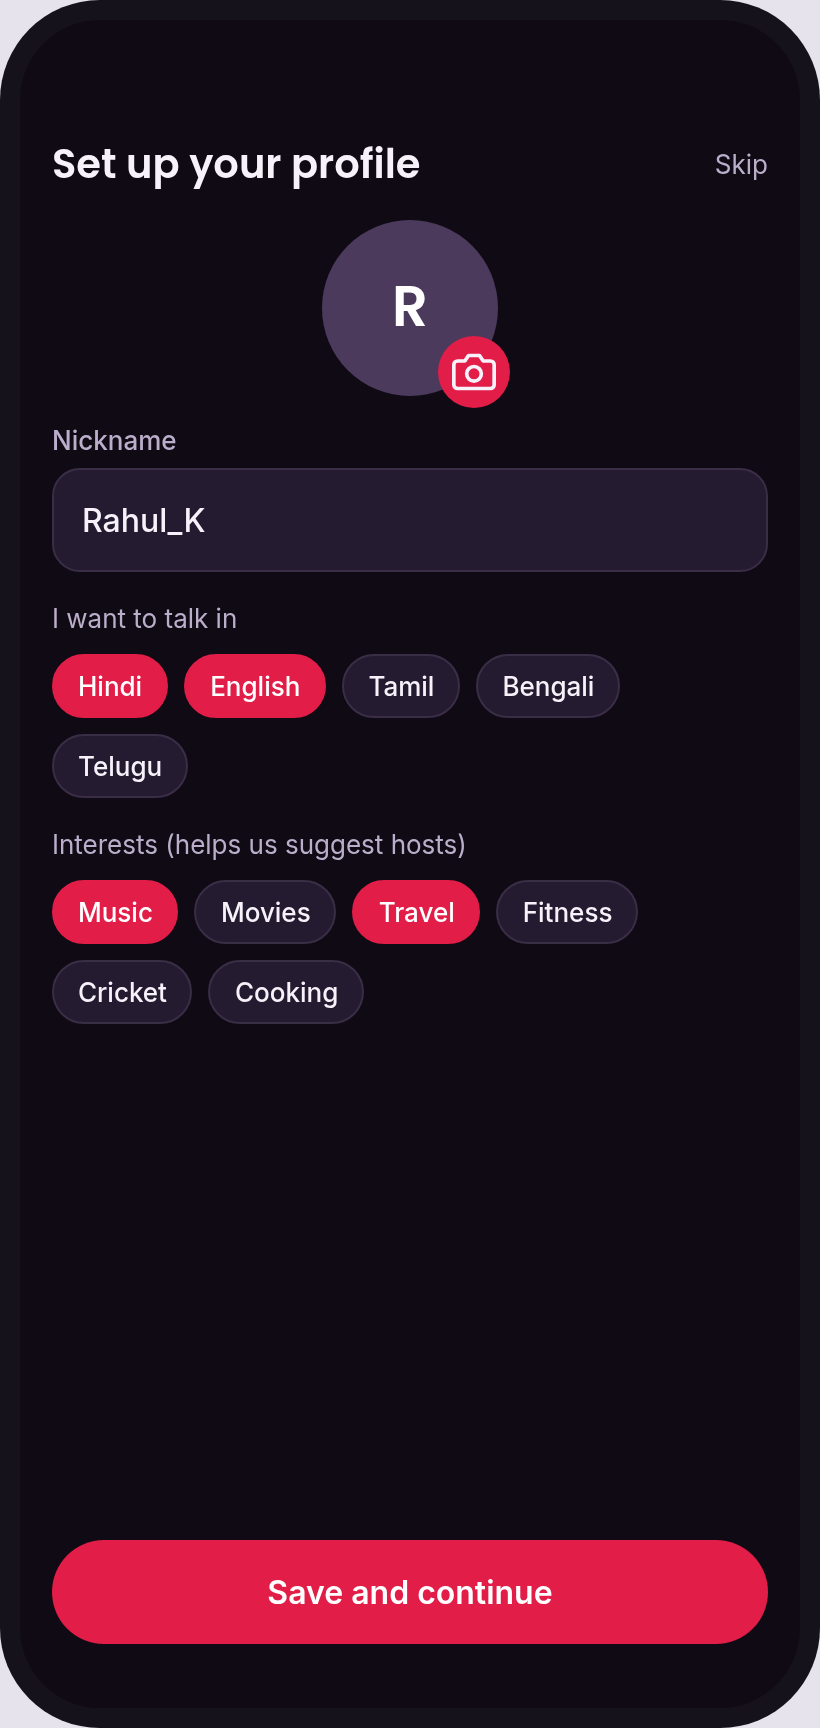 Set up your profile Skip
R
Nickname
Rahul_K
I want to talk in
Hindi English Tamil Bengali
Telugu
Interests (helps us suggest hosts)
Music Movies Travel Fitness
Cricket Cooking
Save and continue